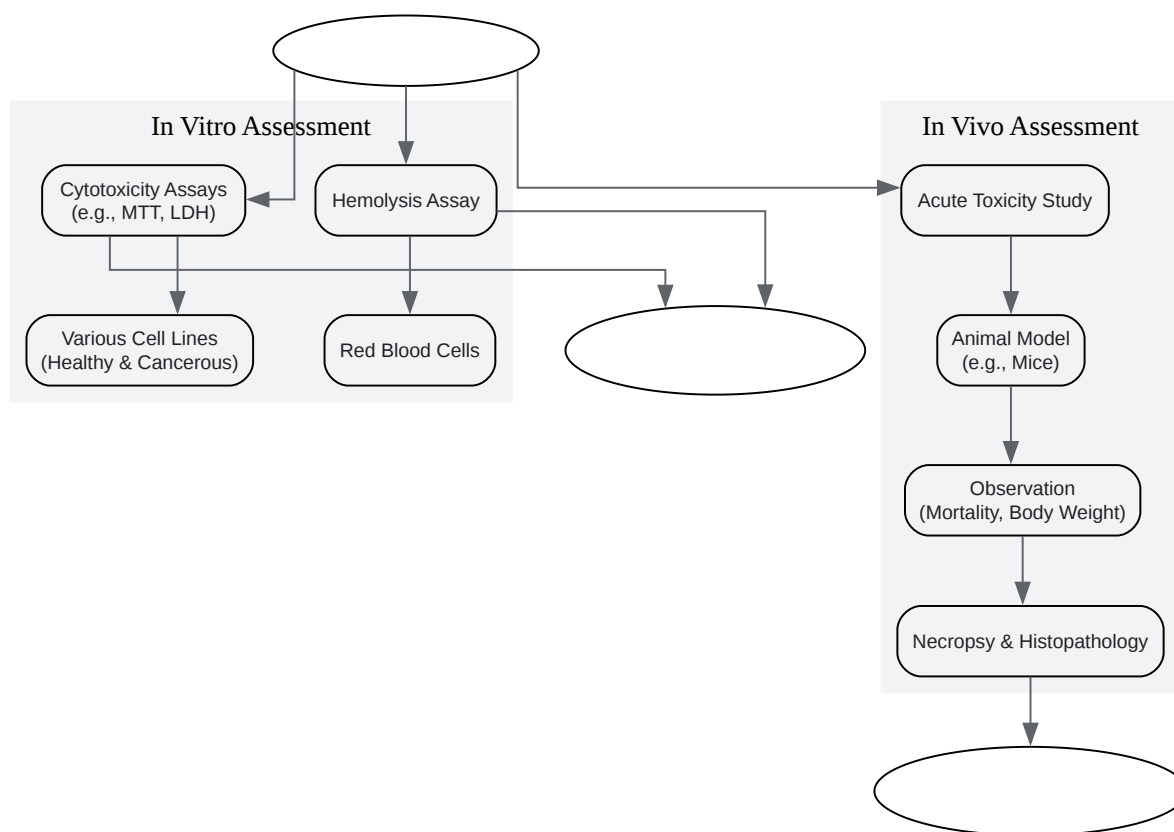 In Vitro Assessment
In Vivo Assessment
Cytotoxicity Assays
(e.g., MTT, LDH)
Hemolysis Assay
Acute Toxicity Study
Various Cell Lines
(Healthy & Cancerous)
Red Blood Cells
Animal Model
(e.g., Mice)
Observation
(Mortality, Body Weight)
Necropsy & Histopathology